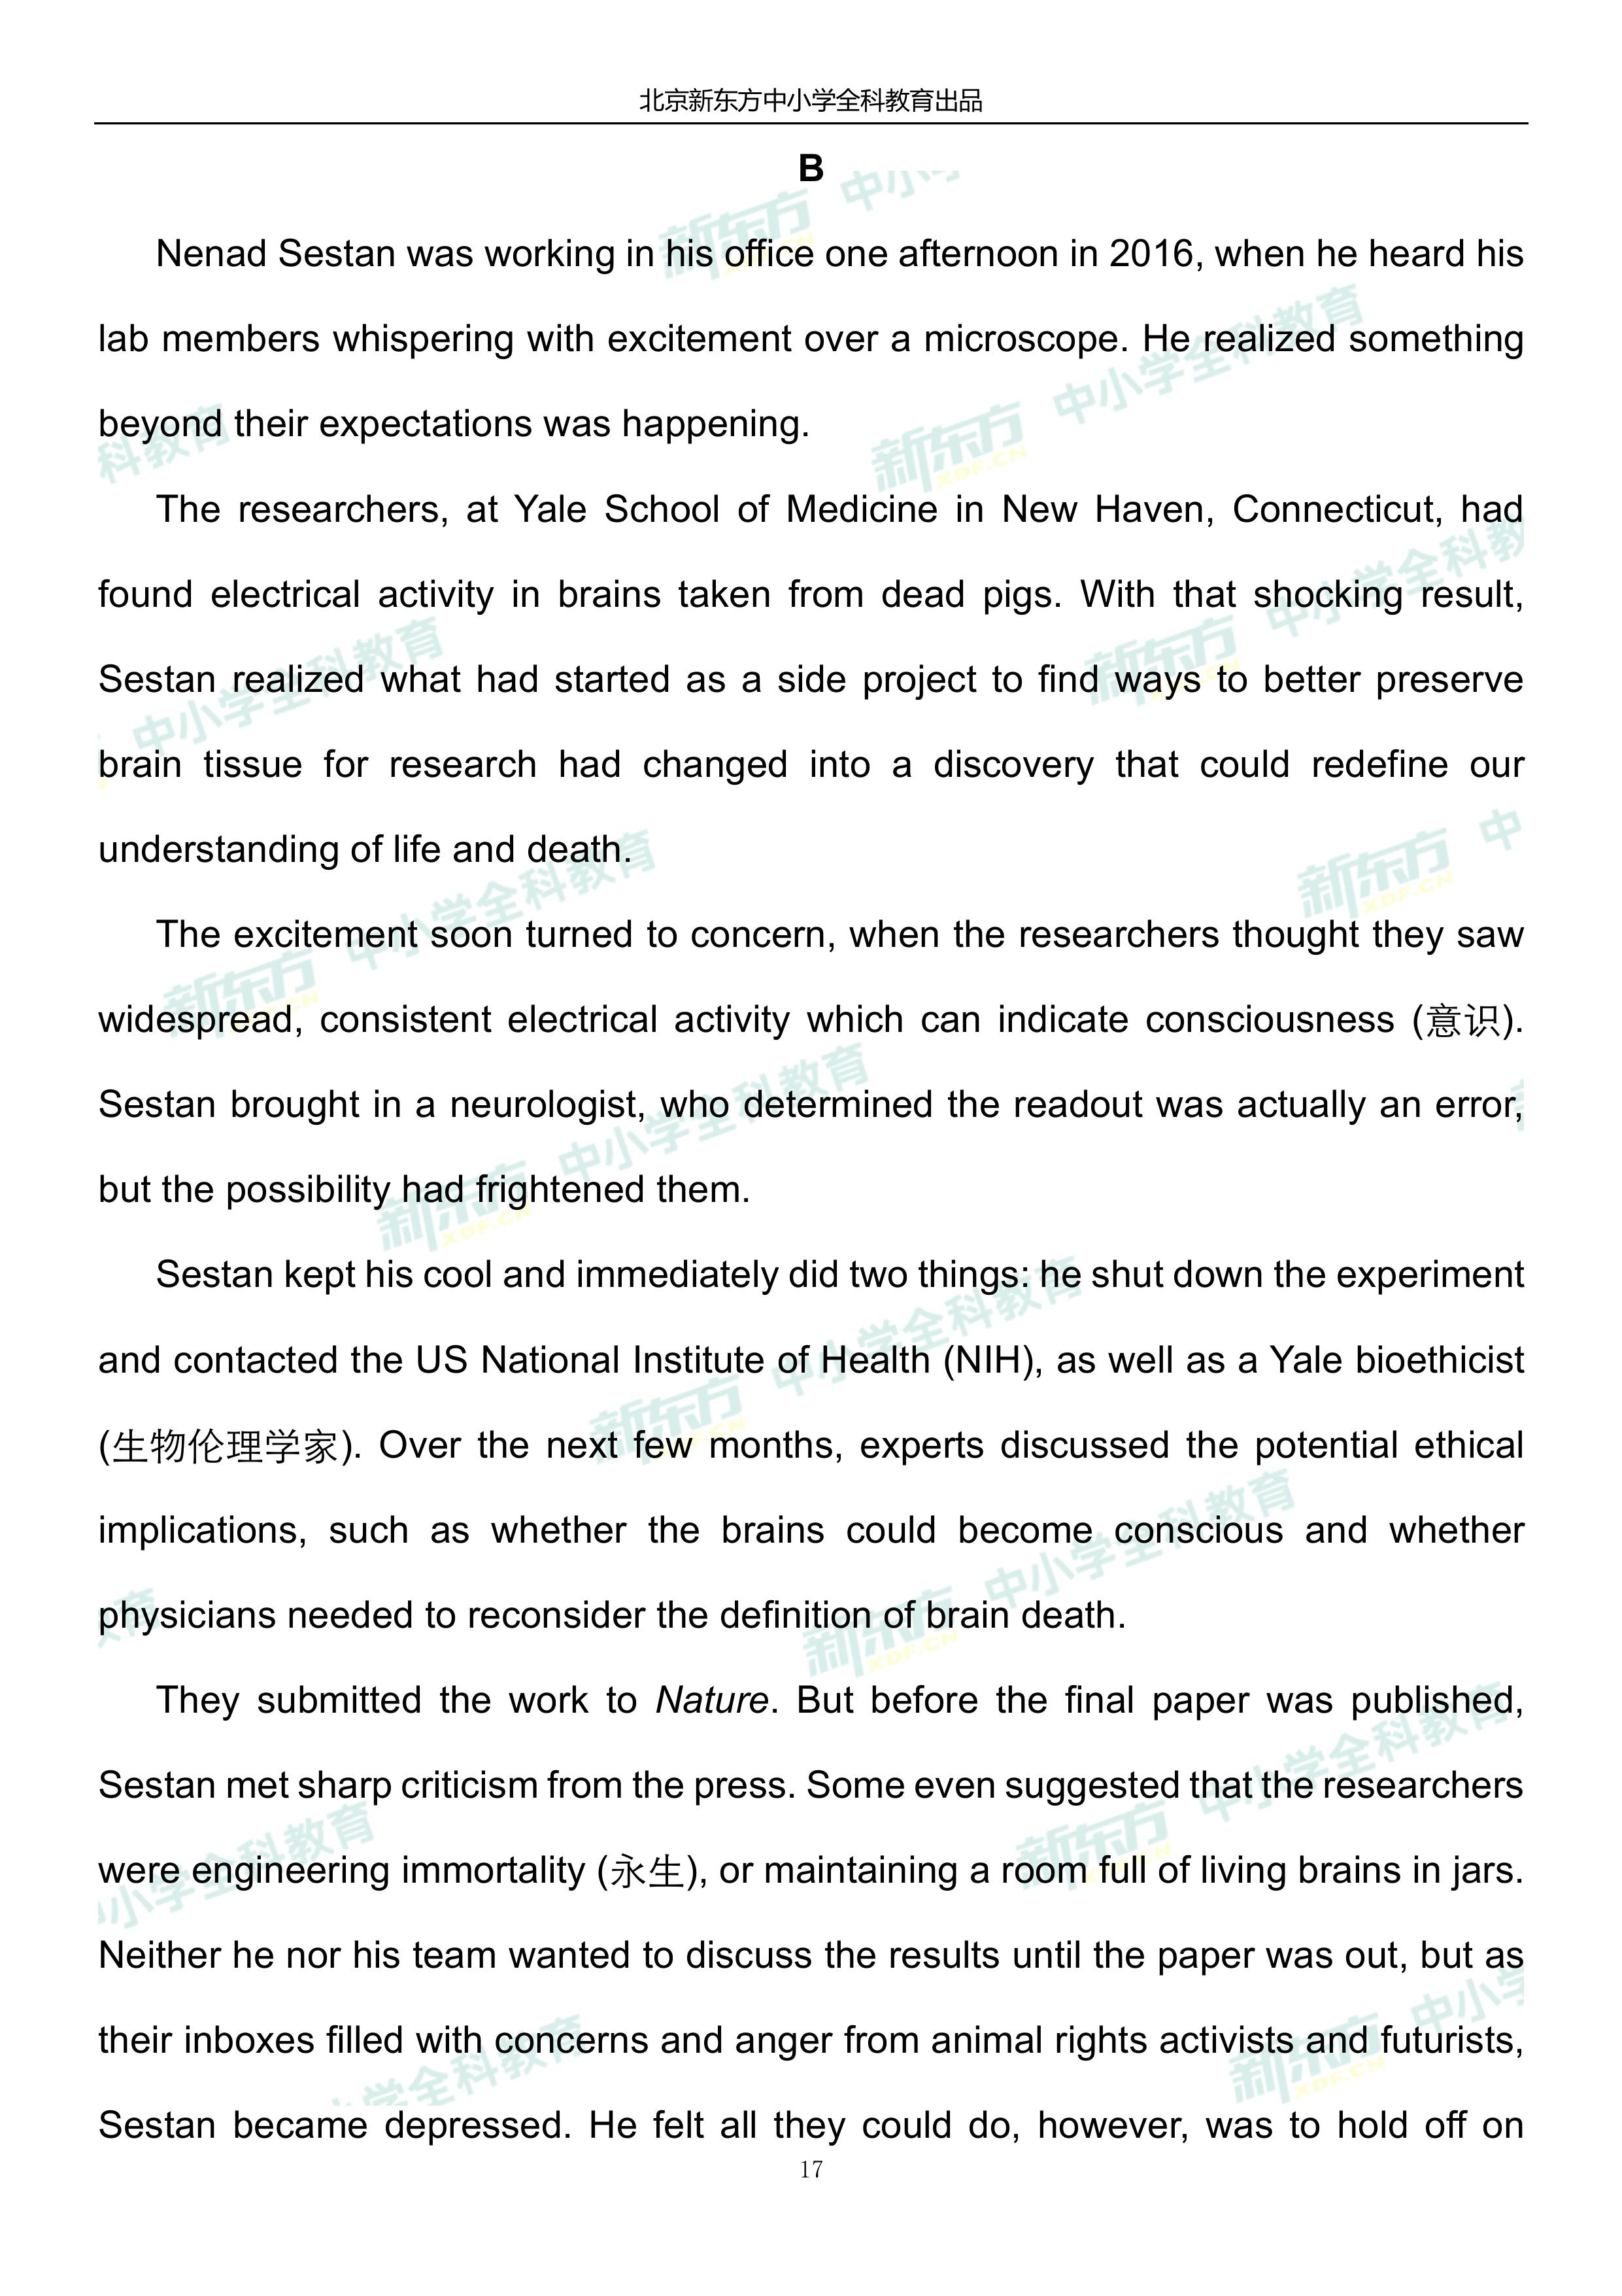 北京新东方中小学全科教育出品
B
Nenad Sestan was working in his office one afternoon in 2016, when he heard his
lab members whispering with excitement over a microscope. He realized something
beyond their expectations was happening.
The researchers, at Yale School of Medicine in New Haven, Connecticut, had
found electrical activity in brains taken from dead pigs. With that shocking result,
Sestan realized what had started as a side project to find ways to better preserve
brain tissue for research had changed into a discovery that could redefine our
understanding of life and death.
The excitement soon turned to concern, when the researchers thought they saw
widespread, consistent electrical activity which can indicate consciousness (意识).
Sestan brought in a neurologist, who determined the readout was actually an error,
but the possibility had frightened them.
Sestan kept his cool and immediately did two things: he shut down the experiment
and contacted the US National Institute of Health (NIH), as well as a Yale bioethicist
(生物伦理学家). Over the next few months, experts discussed the potential ethical
implications, such as whether the brains could become conscious and whether
physicians needed to reconsider the definition of brain death.
They submitted the work to Nature. But before the final paper was published,
Sestan met sharp criticism from the press. Some even suggested that the researchers
were engineering immortality (永生), or maintaining a room full of living brains in jars.
Neither he nor his team wanted to discuss the results until the paper was out, but as
their inboxes filled with concerns and anger from animal rights activists and futurists,
Sestan became depressed. He felt all they could do, however, was to hold off on
17